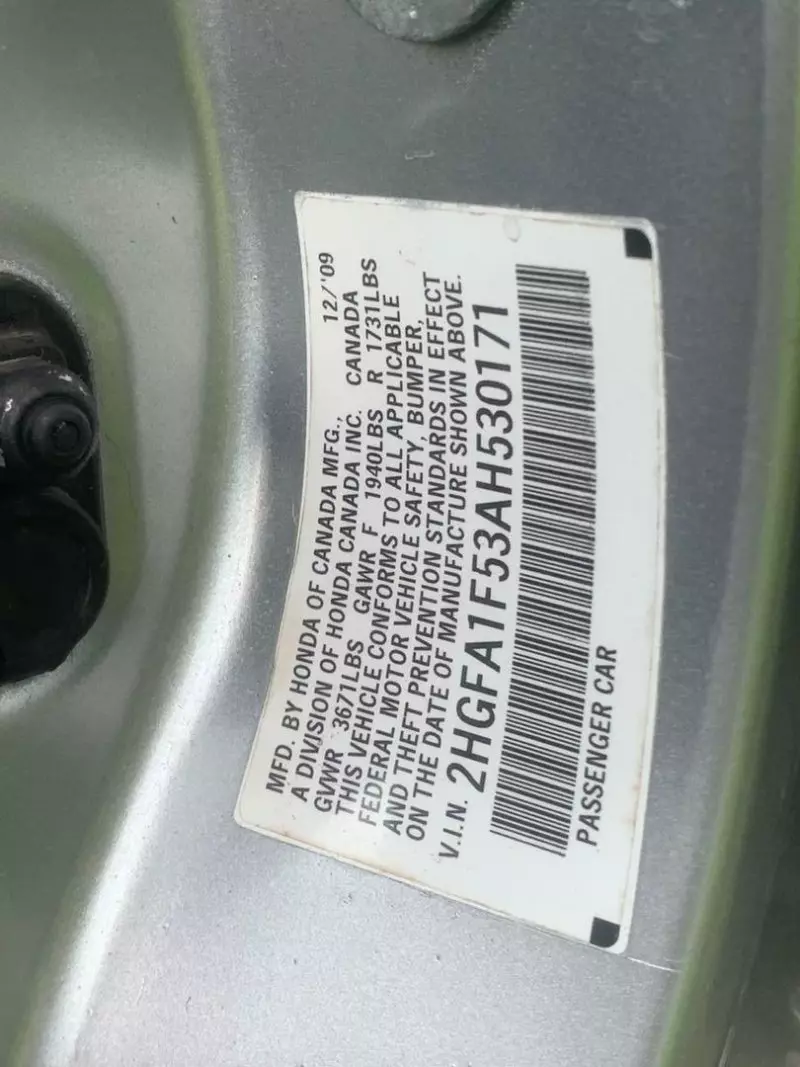 MFD. BY HONDA OF CANADA MFG., 12/'09
A DIVISION OF HONDA CANADA INC. CANADA
GVWR 3671LBS GAWR F 1940LBS R 1731LBS
THIS VEHICLE CONFORMS TO ALL APPLICABLE
FEDERAL MOTOR VEHICLE SAFETY, BUMPER,
AND THEFT PREVENTION STANDARDS IN EFFECT
ON THE DATE OF MANUFACTURE SHOWN ABOVE.
V.I.N. 2HGFA1F53AH530171
PASSENGER CAR